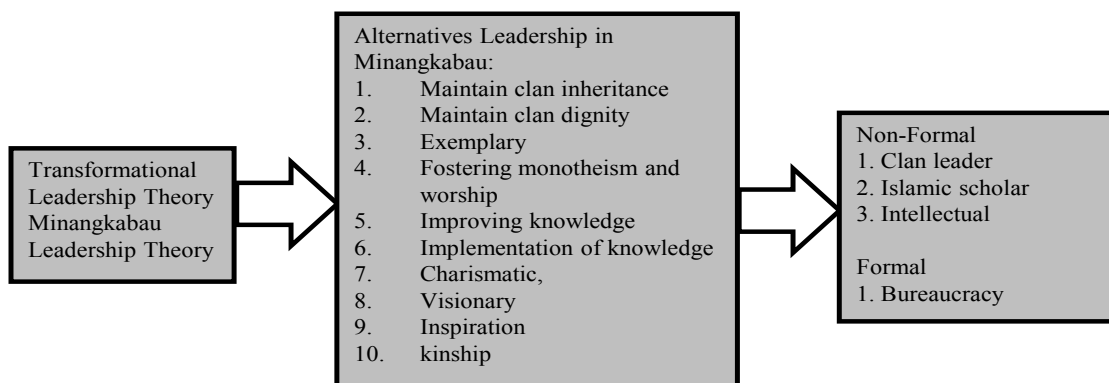 Transformational
Leadership Theory
Minangkabau
Leadership Theory
Alternatives Leadership in
Minangkabau:
1. Maintain clan inheritance
2. Maintain clan dignity
3. Exemplary
4. Fostering monotheism and
worship
5. Improving knowledge
6. Implementation of knowledge
7. Charismatic,
8. Visionary
9. Inspiration
10. kinship
Non-Formal
1. Clan leader
2. Islamic scholar
3. Intellectual
Formal
1. Bureaucracy